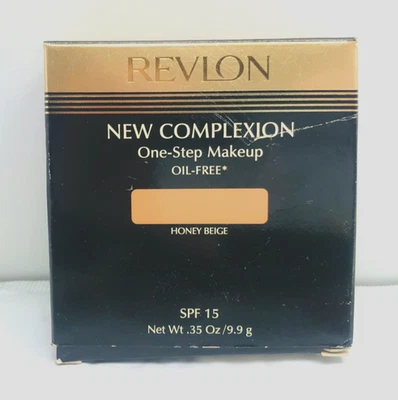 REVLON
NEW COMPLEXION
One-Step Makeup
OIL-FREE*
HONEY BEIGE
SPF 15
Net Wt .35 Oz/9.9 g